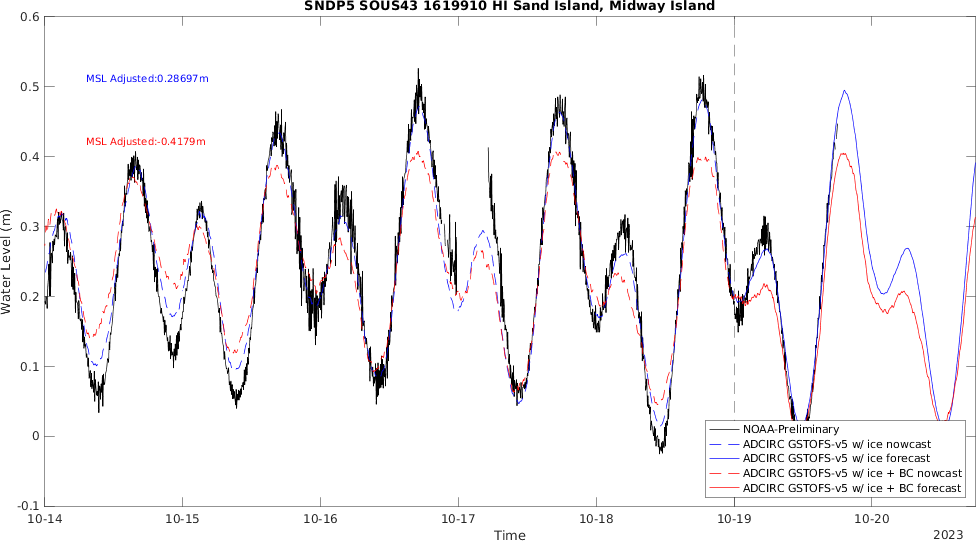 SNDP5 SOUS43 1619910 HI Sand Island, Midway Island
0.6
0.5
0.4
0.3
0.2
0.1
0
-0.1
Water Level (m)
MSL Adjusted:0.28697m
MSL Adjusted:-0.4179m
NOAA-Preliminary
ADCIRC GSTOFS-v5 w/ ice nowcast
ADCIRC GSTOFS-v5 w/ ice forecast
ADCIRC GSTOFS-v5 w/ ice + BC nowcast
ADCIRC GSTOFS-v5 w/ ice + BC forecast
10-14 10-15 10-16 10-17 10-18 10-19 10-20
Time
2023